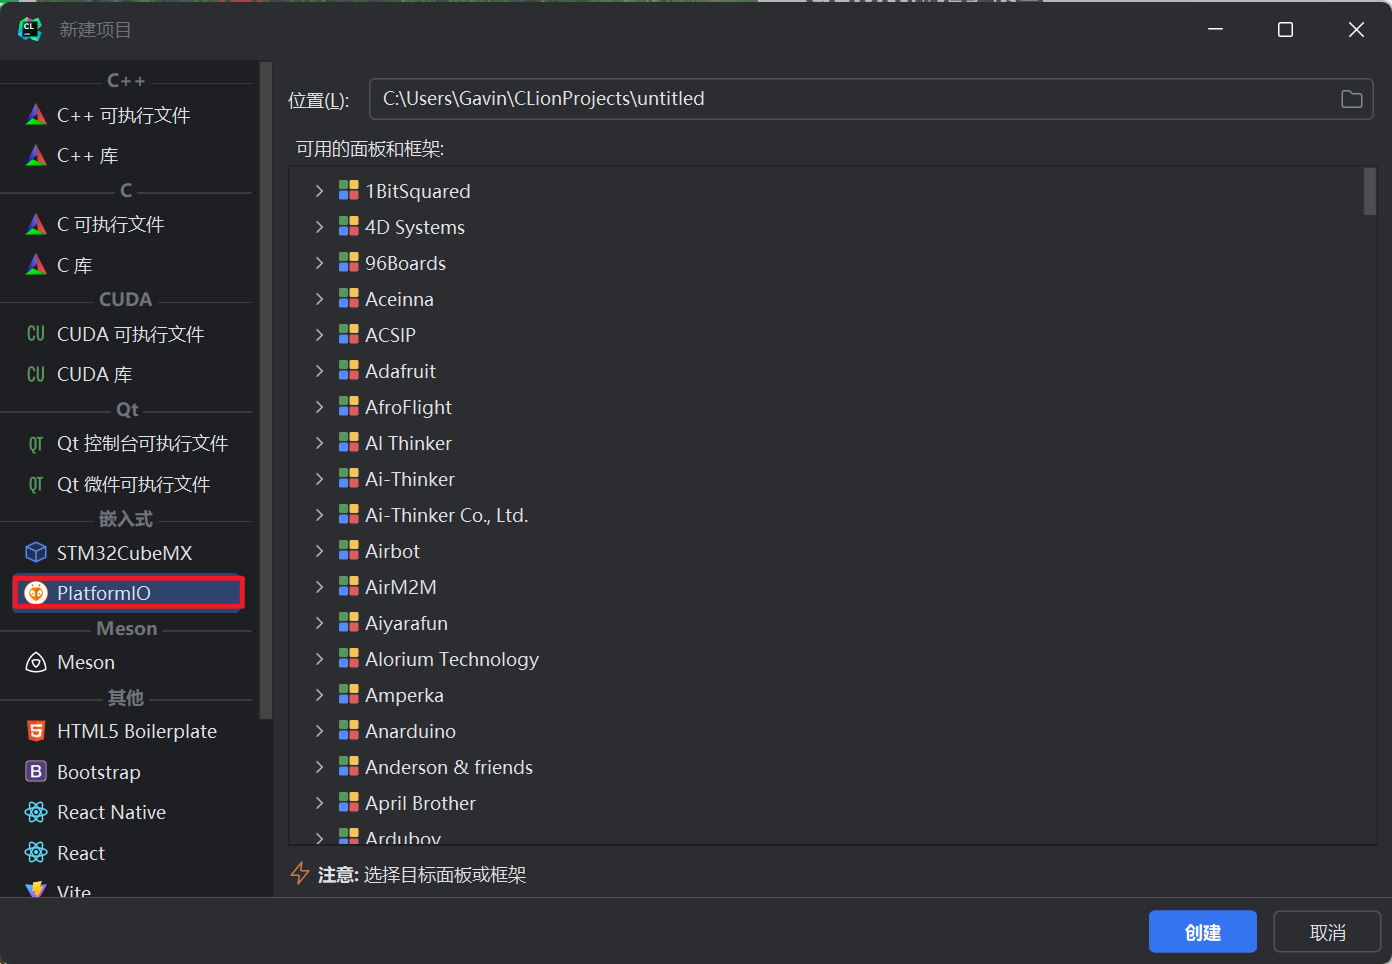 新建项目
C++
C++ 可执行文件
C++ 库
C
C 可执行文件
C 库
CUDA
CU CUDA 可执行文件
CU CUDA 库
Qt
QT Qt 控制台可执行文件
QT Qt 微件可执行文件
嵌入式
STM32CubeMX
PlatformIO
Meson
Meson
其他
HTML5 Boilerplate
B Bootstrap
React Native
React
Vite
位置(L):
C:\Users\Gavin\CLionProjects\untitled
可用的面板和框架:
1BitSquared
4D Systems
96Boards
Aceinna
ACSIP
Adafruit
AfroFlight
AI Thinker
Ai-Thinker
Ai-Thinker Co., Ltd.
Airbot
AirM2M
Aiyarafun
Alorium Technology
Amperka
Anarduino
Anderson & friends
April Brother
Arduboy
注意: 选择目标面板或框架
创建
取消